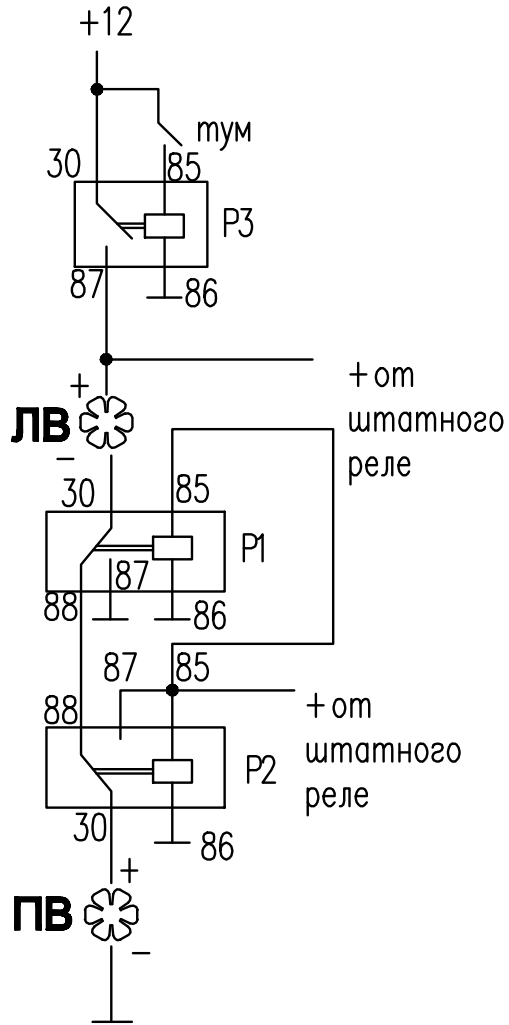 +12
тум
30
85
Р3
87
86
+
+от
штатного
реле
ЛВ
−
30
85
Р1
87
88
86
87
85
88
+от
штатного
реле
Р2
30
86
+
ПВ
−